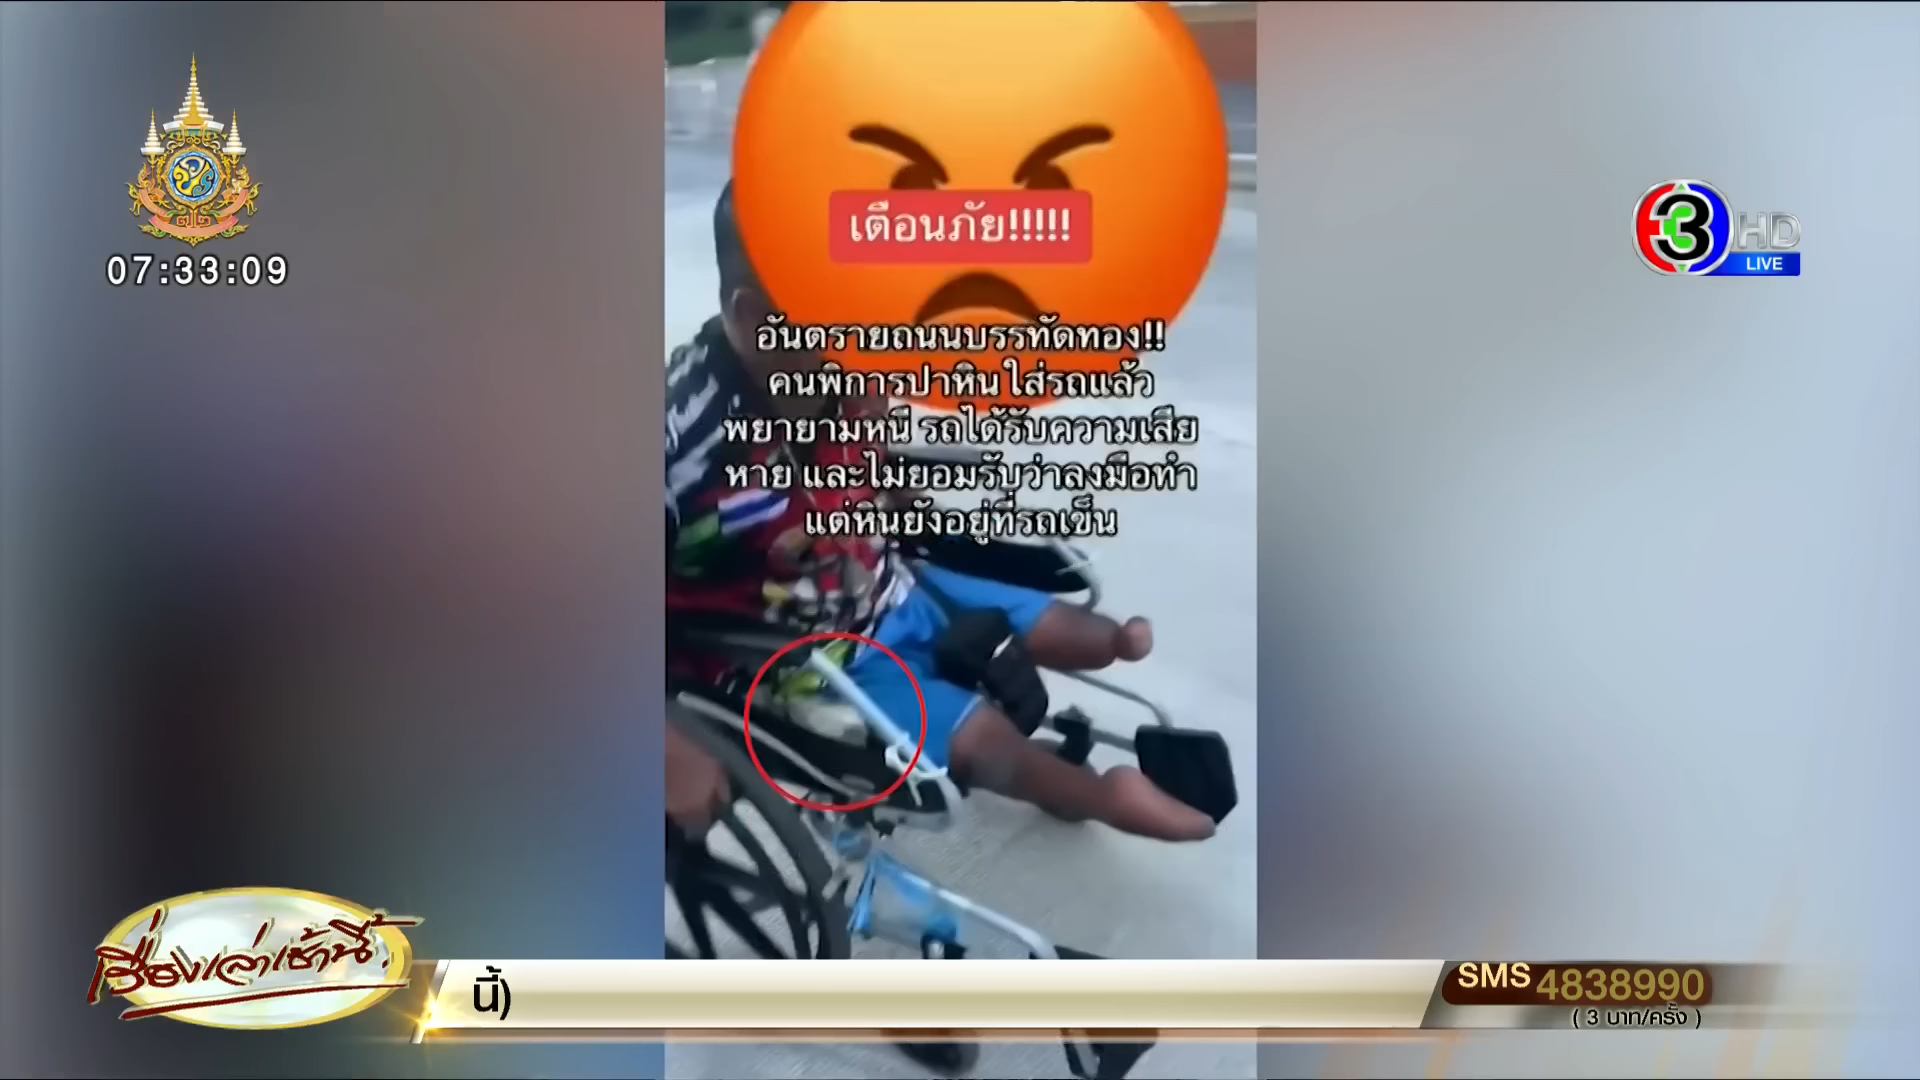 07:33:09
3 HD
LIVE
เตือนภัย!!!!!
อันตรายถนนบรรทัดทอง!!
คนพิการปาหินใส่รถแล้ว
พยายามหนี รถได้รับความเสีย
หาย และไม่ยอมรับว่าลงมือทำ
แต่หินยังอยู่ที่รถเข็น
เรื่องเล่าเช้านี้
นี้)
SMS 4838990
( 3 บาท/ครั้ง )